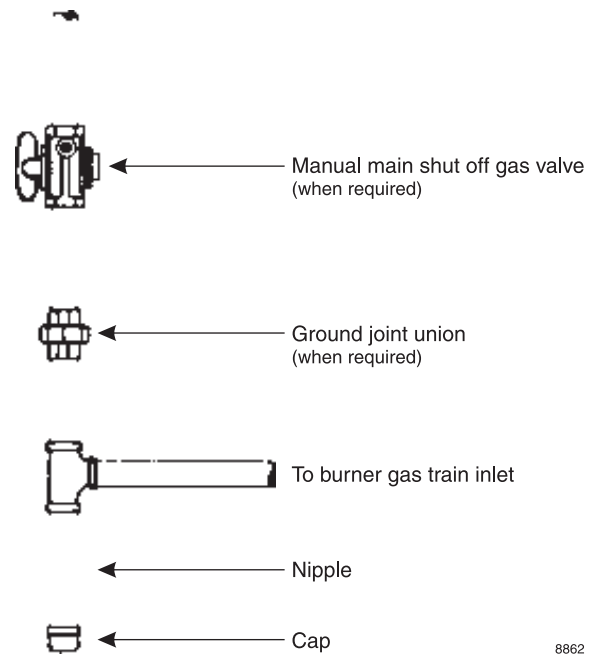 Manual main shut off gas valve
(when required)
Ground joint union
(when required)
To burner gas train inlet
Nipple
Cap
8862